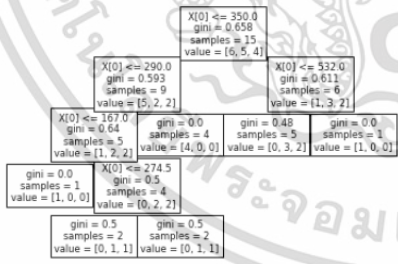 X[0] <= 350.0
gini = 0.658
samples = 15
value = [6, 5, 4]
X[0] <= 290.0
gini = 0.593
samples = 9
value = [5, 2, 2]
X[0] <= 532.0
gini = 0.611
samples = 6
value = [1, 3, 2]
X[0] <= 167.0
gini = 0.64
samples = 5
value = [1, 2, 2]
gini = 0.0
samples = 4
value = [4, 0, 0]
gini = 0.48
samples = 5
value = [0, 3, 2]
gini = 0.0
samples = 1
value = [1, 0, 0]
gini = 0.0
samples = 1
value = [1, 0, 0]
X[0] <= 274.5
gini = 0.5
samples = 4
value = [0, 2, 2]
gini = 0.5
samples = 2
value = [0, 1, 1]
gini = 0.5
samples = 2
value = [0, 1, 1]